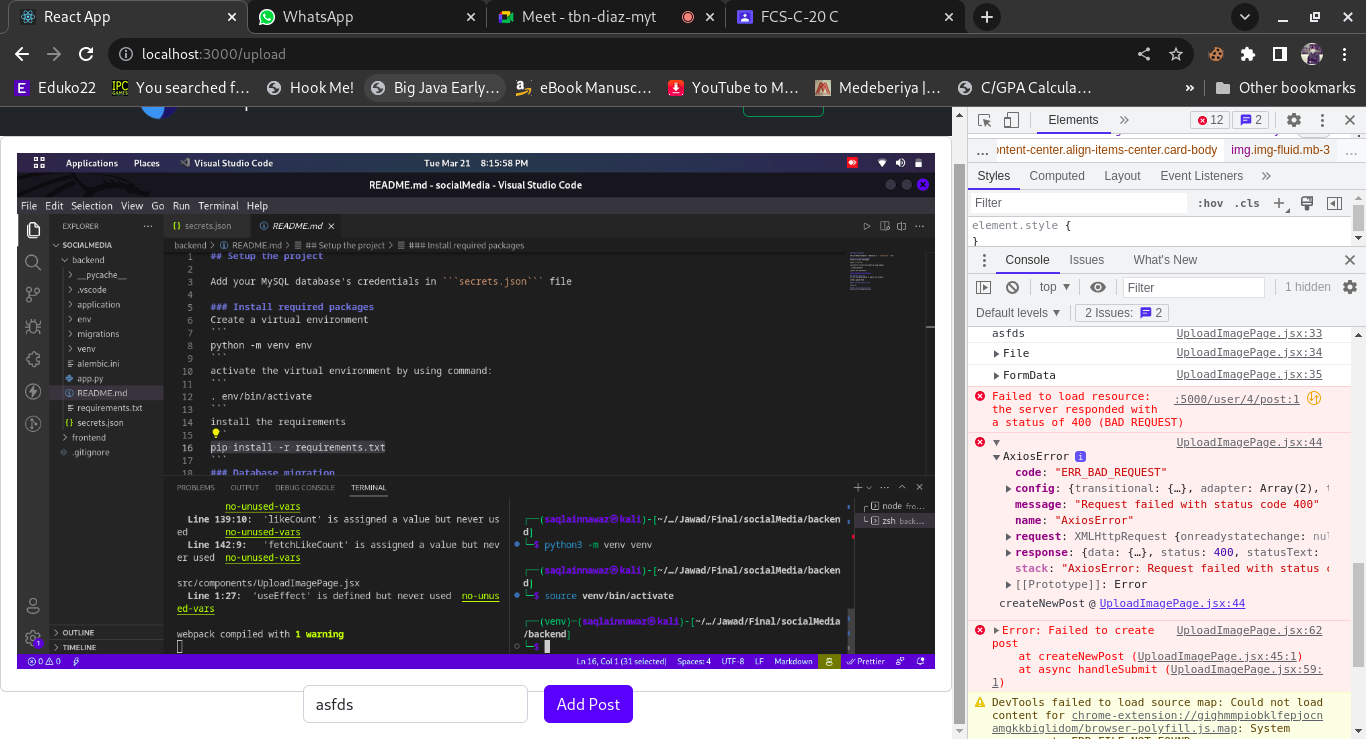 React App
WhatsApp
Meet - tbn-diaz-myt
FCS-C-20 C
localhost:3000/upload
Eduko22
You searched f…
Hook Me!
Big Java Early…
eBook Manusc…
YouTube to M…
Medeberiya |…
C/GPA Calcula…
»
Other bookmarks
Applications Places Visual Studio Code
Tue Mar 21 8:15:58 PM
README.md - socialMedia - Visual Studio Code
File Edit Selection View Go Run Terminal Help
EXPLORER
SOCIALMEDIA
backend
__pycache__
.vscode
application
env
migrations
venv
alembic.ini
app.py
README.md
requirements.txt
secrets.json
frontend
.gitignore
OUTLINE
TIMELINE
secrets.json
README.md
backend > README.md > ## Setup the project > ### Install required packages
1 ## Setup the project
2
3 Add your MySQL database's credentials in ```secrets.json``` file
4
5 ### Install required packages
6 Create a virtual environment
7 ```
8 python -m venv env
9 ```
10 activate the virtual environment by using command:
11 ```
12 . env/bin/activate
13 ```
14 install the requirements
15
16 pip install -r requirements.txt
17 ```
18 ### Database migration
PROBLEMS OUTPUT DEBUG CONSOLE TERMINAL
no-unused-vars
Line 139:10: 'likeCount' is assigned a value but never us
ed no-unused-vars
Line 142:9: 'fetchLikeCount' is assigned a value but nev
er used no-unused-vars
src/components/UploadImagePage.jsx
Line 1:27: 'useEffect' is defined but never used no-unus
ed-vars
webpack compiled with 1 warning
(saqlainnawaz㉿kali)-[~/…/Jawad/Final/socialMedia/backen
d]
$ python3 -m venv venv
(saqlainnawaz㉿kali)-[~/…/Jawad/Final/socialMedia/backen
d]
$ source venv/bin/activate
(venv)─(saqlainnawaz㉿kali)-[~/…/Jawad/Final/socialMedia
/backend]
$
node fro…
zsh back…
0 0
Ln 16, Col 1 (31 selected) Spaces: 4 UTF-8 LF Markdown Prettier
asfds
Add Post
Elements
»
12
2
… ontent-center.align-items-center.card-body img.img-fluid.mb-3 …
Styles Computed Layout Event Listeners »
Filter
:hov .cls
element.style {
}
Console Issues What's New
top ▼
Filter
1 hidden
Default levels ▼
2 Issues: 2
asfds UploadImagePage.jsx:33
File UploadImagePage.jsx:34
FormData UploadImagePage.jsx:35
Failed to load resource: :5000/user/4/post:1
the server responded with
a status of 400 (BAD REQUEST)
UploadImagePage.jsx:44
AxiosError i
code: "ERR_BAD_REQUEST"
config: {transitional: {…}, adapter: Array(2), t
message: "Request failed with status code 400"
name: "AxiosError"
request: XMLHttpRequest {onreadystatechange: nul
response: {data: {…}, status: 400, statusText:
stack: "AxiosError: Request failed with status c
[[Prototype]]: Error
createNewPost @ UploadImagePage.jsx:44
Error: Failed to create UploadImagePage.jsx:62
post
at createNewPost (UploadImagePage.jsx:45:1)
at async handleSubmit (UploadImagePage.jsx:59:
1)
DevTools failed to load source map: Could not load
content for chrome-extension://gighmmpiobklfepjocn
amgkkbiglidom/browser-polyfill.js.map: System